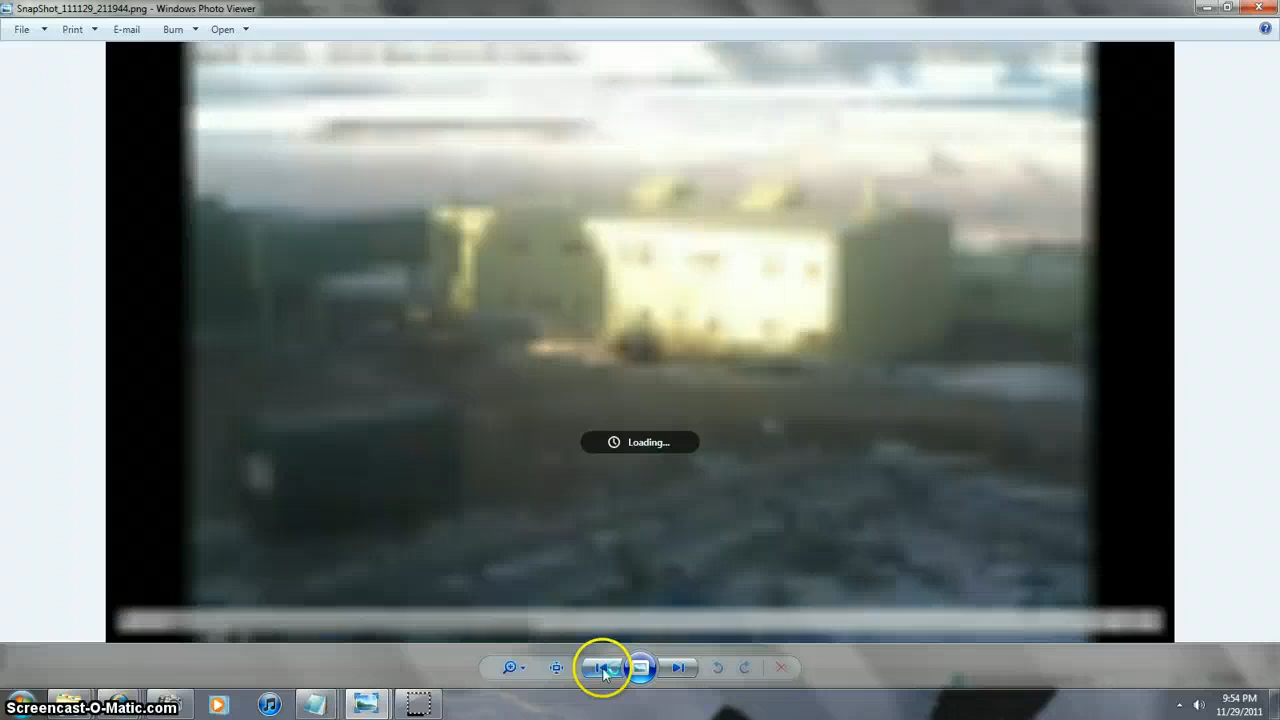 SnapShot_111129_211944.png - Windows Photo Viewer
File Print E-mail Burn Open
Loading...
Screencast-O-Matic.com
9:54 PM
11/29/2011